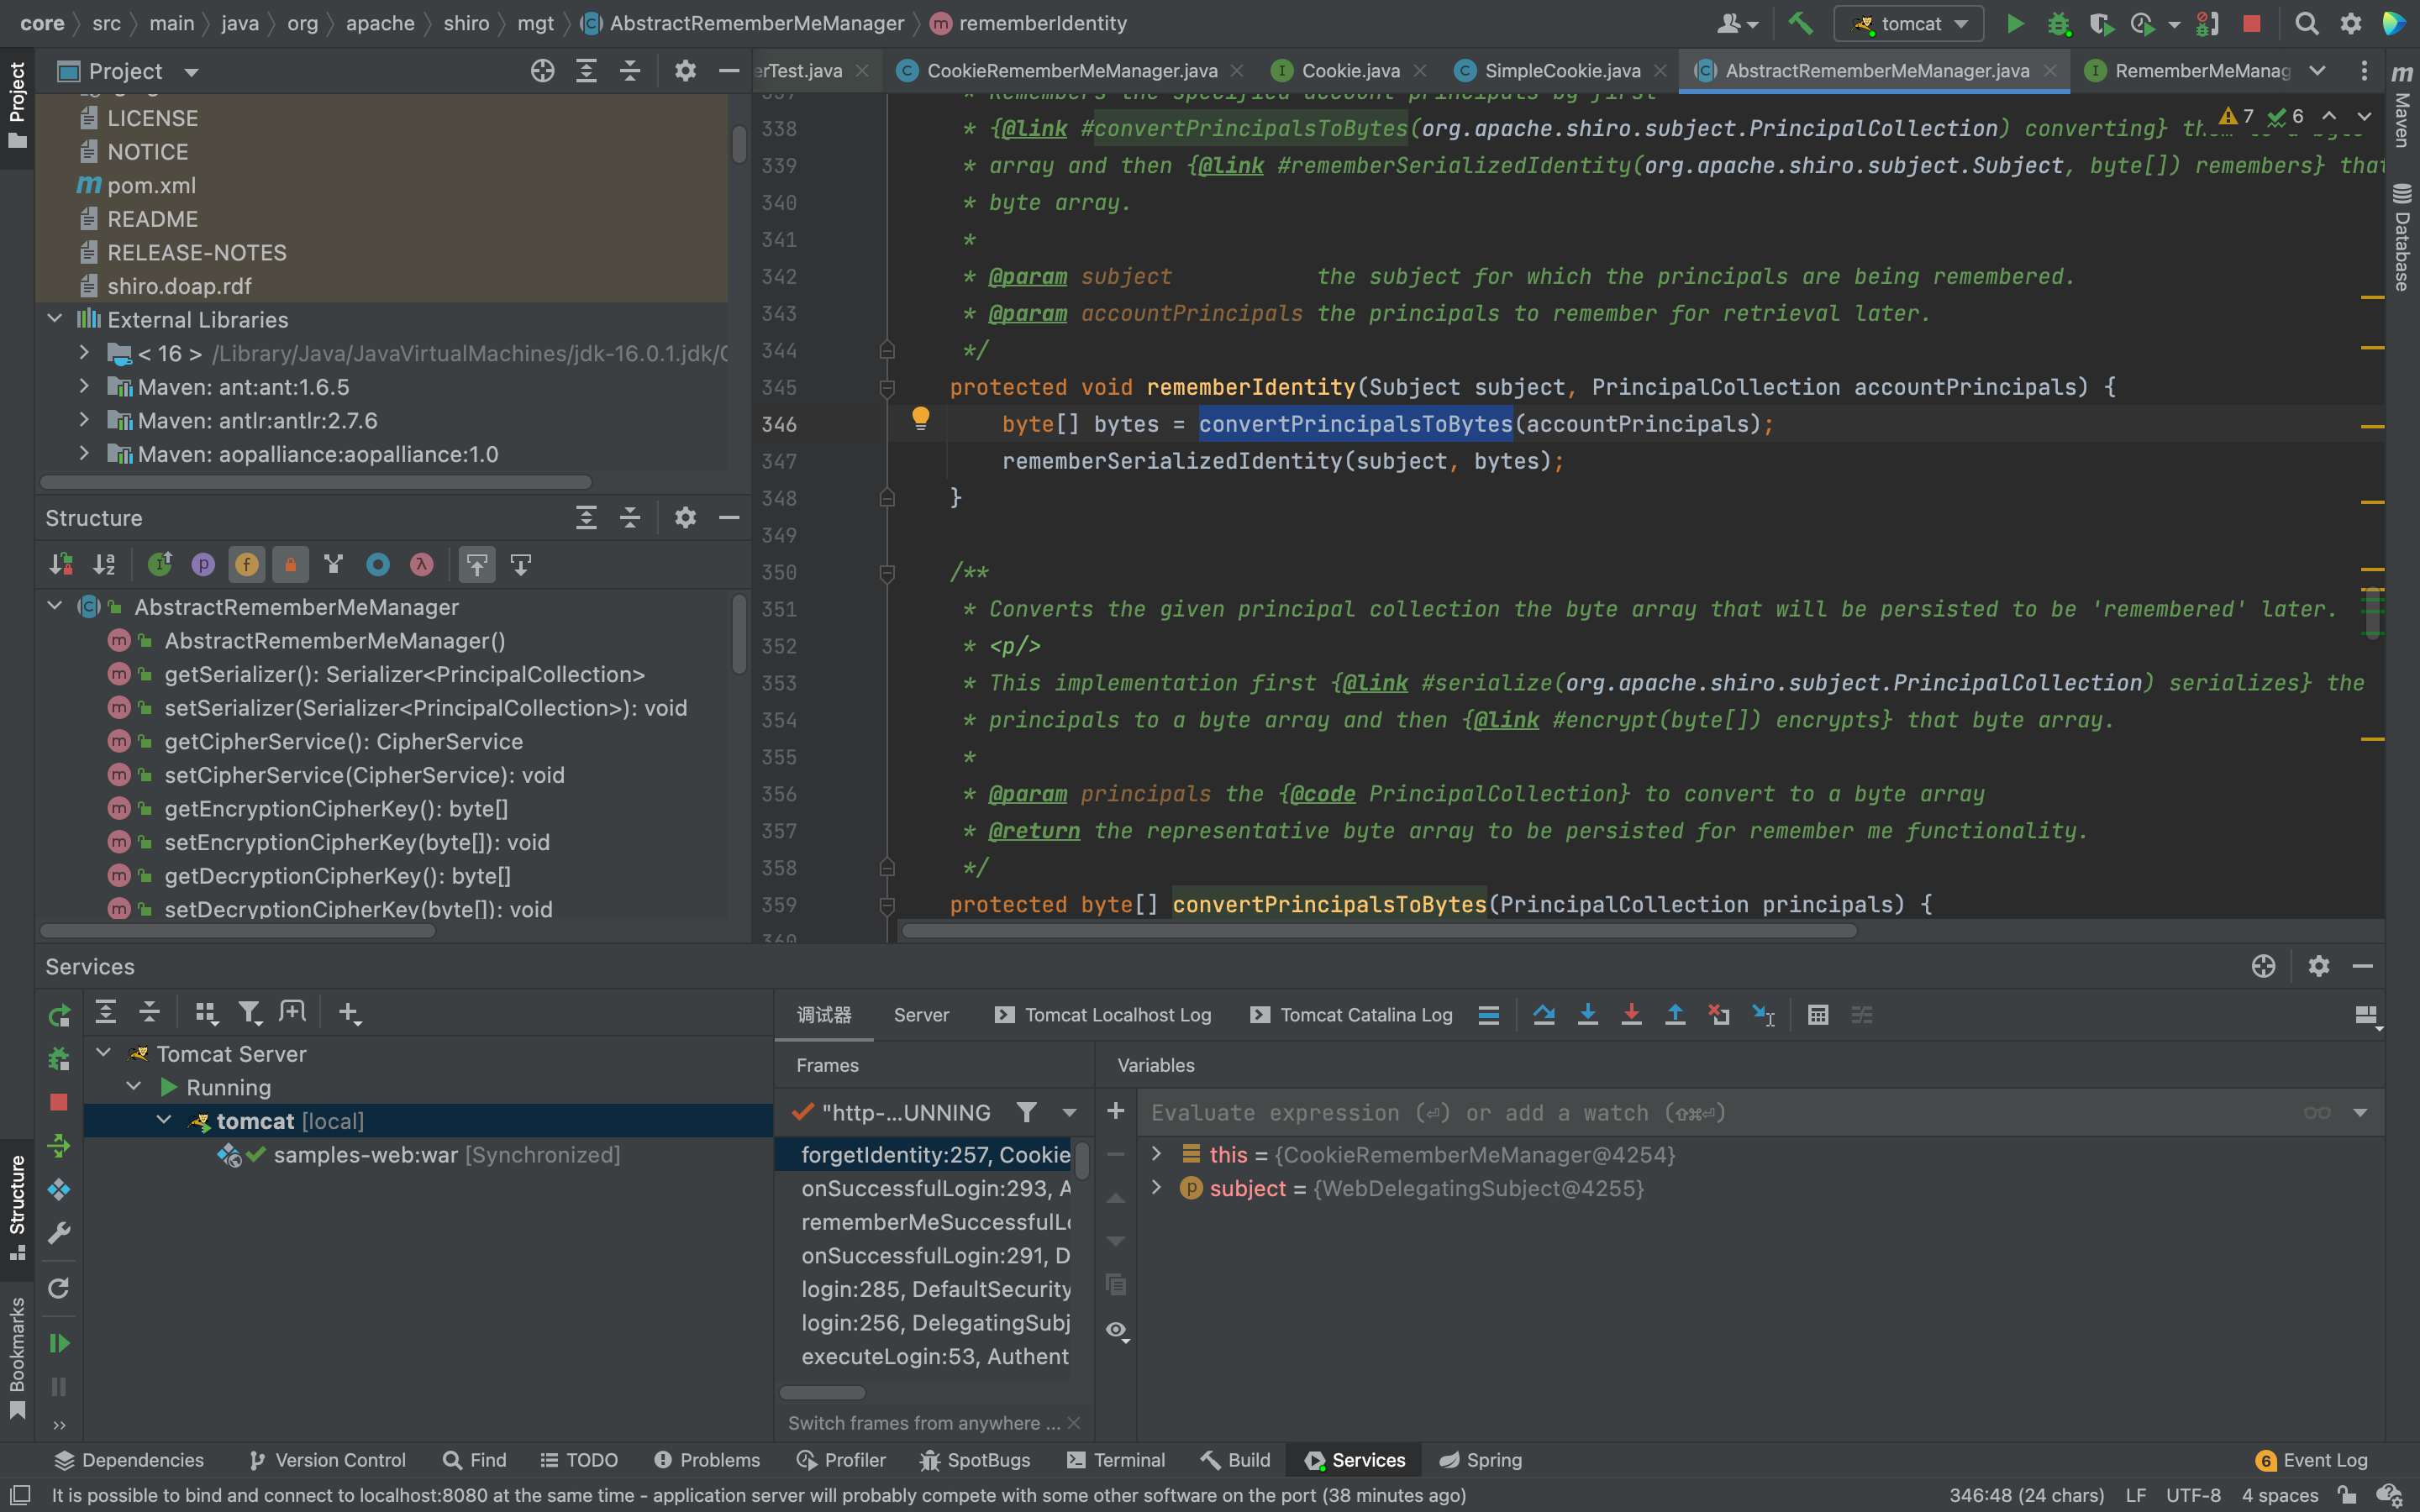 core src main java org apache shiro mgt AbstractRememberMeManager rememberIdentity
tomcat
Project
erTest.java CookieRememberMeManager.java Cookie.java SimpleCookie.java AbstractRememberMeManager.java RememberMeManag
Project
LICENSE
NOTICE
pom.xml
README
RELEASE-NOTES
shiro.doap.rdf
External Libraries
< 16 > /Library/Java/JavaVirtualMachines/jdk-16.0.1.jdk/C
Maven: ant:ant:1.6.5
Maven: antlr:antlr:2.7.6
Maven: aopalliance:aopalliance:1.0
Structure
AbstractRememberMeManager
AbstractRememberMeManager()
getSerializer(): Serializer<PrincipalCollection>
setSerializer(Serializer<PrincipalCollection>): void
getCipherService(): CipherService
setCipherService(CipherService): void
getEncryptionCipherKey(): byte[]
setEncryptionCipherKey(byte[]): void
getDecryptionCipherKey(): byte[]
setDecryptionCipherKey(byte[]): void
7 6
337 * Remembers the specified account principals by first
338 * {@link #convertPrincipalsToBytes(org.apache.shiro.subject.PrincipalCollection) converting} them to a byte
339 * array and then {@link #rememberSerializedIdentity(org.apache.shiro.subject.Subject, byte[]) remembers} that
340 * byte array.
341 *
342 * @param subject the subject for which the principals are being remembered.
343 * @param accountPrincipals the principals to remember for retrieval later.
344 */
345 protected void rememberIdentity(Subject subject, PrincipalCollection accountPrincipals) {
346 byte[] bytes = convertPrincipalsToBytes(accountPrincipals);
347 rememberSerializedIdentity(subject, bytes);
348 }
349
350 /**
351 * Converts the given principal collection the byte array that will be persisted to be 'remembered' later.
352 * <p/>
353 * This implementation first {@link #serialize(org.apache.shiro.subject.PrincipalCollection) serializes} the
354 * principals to a byte array and then {@link #encrypt(byte[]) encrypts} that byte array.
355 *
356 * @param principals the {@code PrincipalCollection} to convert to a byte array
357 * @return the representative byte array to be persisted for remember me functionality.
358 */
359 protected byte[] convertPrincipalsToBytes(PrincipalCollection principals) {
360
Maven
Database
Services
Tomcat Server
Running
tomcat [local]
samples-web:war [Synchronized]
调试器 Server Tomcat Localhost Log Tomcat Catalina Log
Frames
Variables
"http-...UNNING
Evaluate expression (⏎) or add a watch (⇧⌘⏎)
forgetIdentity:257, Cookie
onSuccessfulLogin:293, A
rememberMeSuccessfulLo
onSuccessfulLogin:291, D
login:285, DefaultSecurity
login:256, DelegatingSubj
executeLogin:53, Authent
Switch frames from anywhere ...
this = {CookieRememberMeManager@4254}
subject = {WebDelegatingSubject@4255}
Structure
Bookmarks
Dependencies Version Control Find TODO Problems Profiler SpotBugs Terminal Build Services Spring 6 Event Log
It is possible to bind and connect to localhost:8080 at the same time - application server will probably compete with some other software on the port (38 minutes ago) 346:48 (24 chars) LF UTF-8 4 spaces